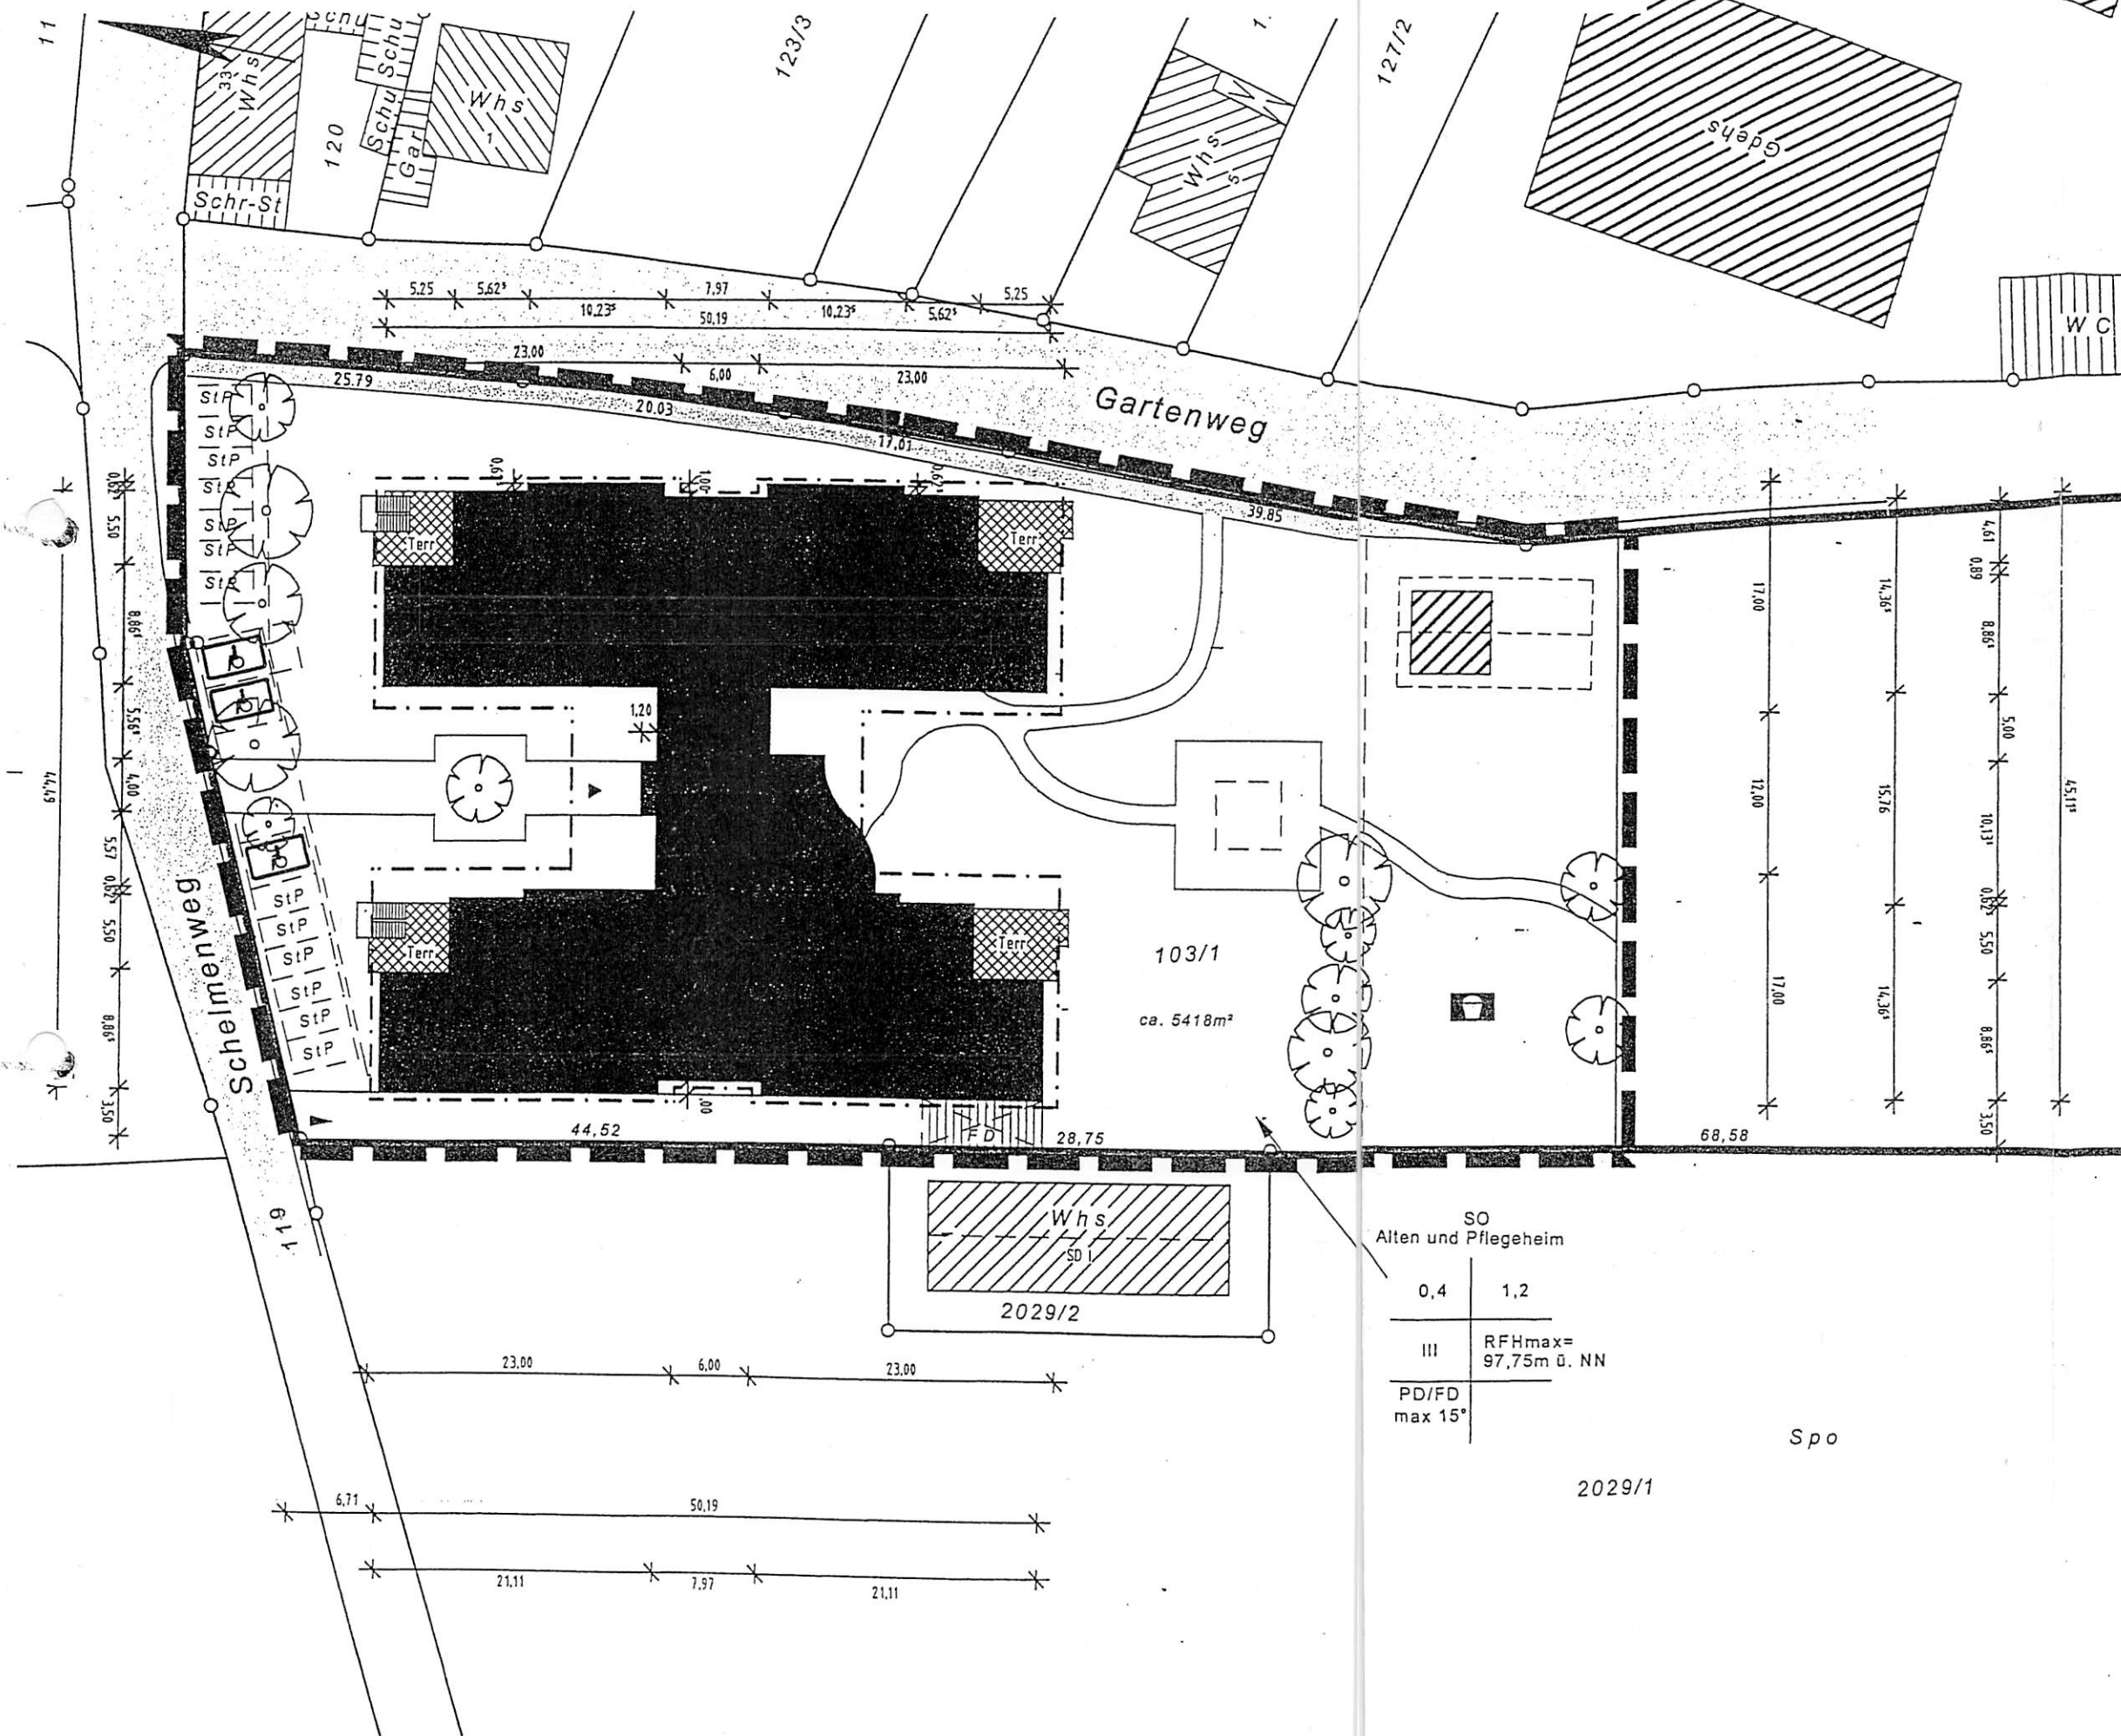 11
Schu
Schu
Whs
33
Whs
1
120
Schu
Gar
Schr-St
123/3
1.
127/2
V
Whs
5
Gdehs
WC
5,25
5,62⁵
10,23⁵
7,97
10,23⁵
5,62⁵
5,25
50,19
23,00
6,00
23,00
25.79
20.03
17,01
39.85
Gartenweg
StP
StP
StP
StP
StP
StP
StP
Terr.
Terr.
1,20
0,62⁵
5,50
8,86⁵
5,56⁵
4,00
5,57
0,62⁵
5,50
8,86⁵
3,50
44,49
Schelmenweg
StP
StP
StP
StP
StP
StP
Terr.
Terr.
103/1
ca. 5418m²
17,00
12,00
17,00
14,36⁵
15,76
14,36⁵
4,61
0,89
8,86⁵
5,00
10,13⁵
0,62⁵
5,50
8,86⁵
3,50
45,11⁵
44,52
FD
28,75
68,58
119
Whs
SD I
2029/2
SO
Alten und Pflegeheim
0,4
1,2
III
RFHmax=
97,75m ü. NN
PD/FD
max 15°
23,00
6,00
23,00
Spo
2029/1
6,71
50,19
21,11
7,97
21,11